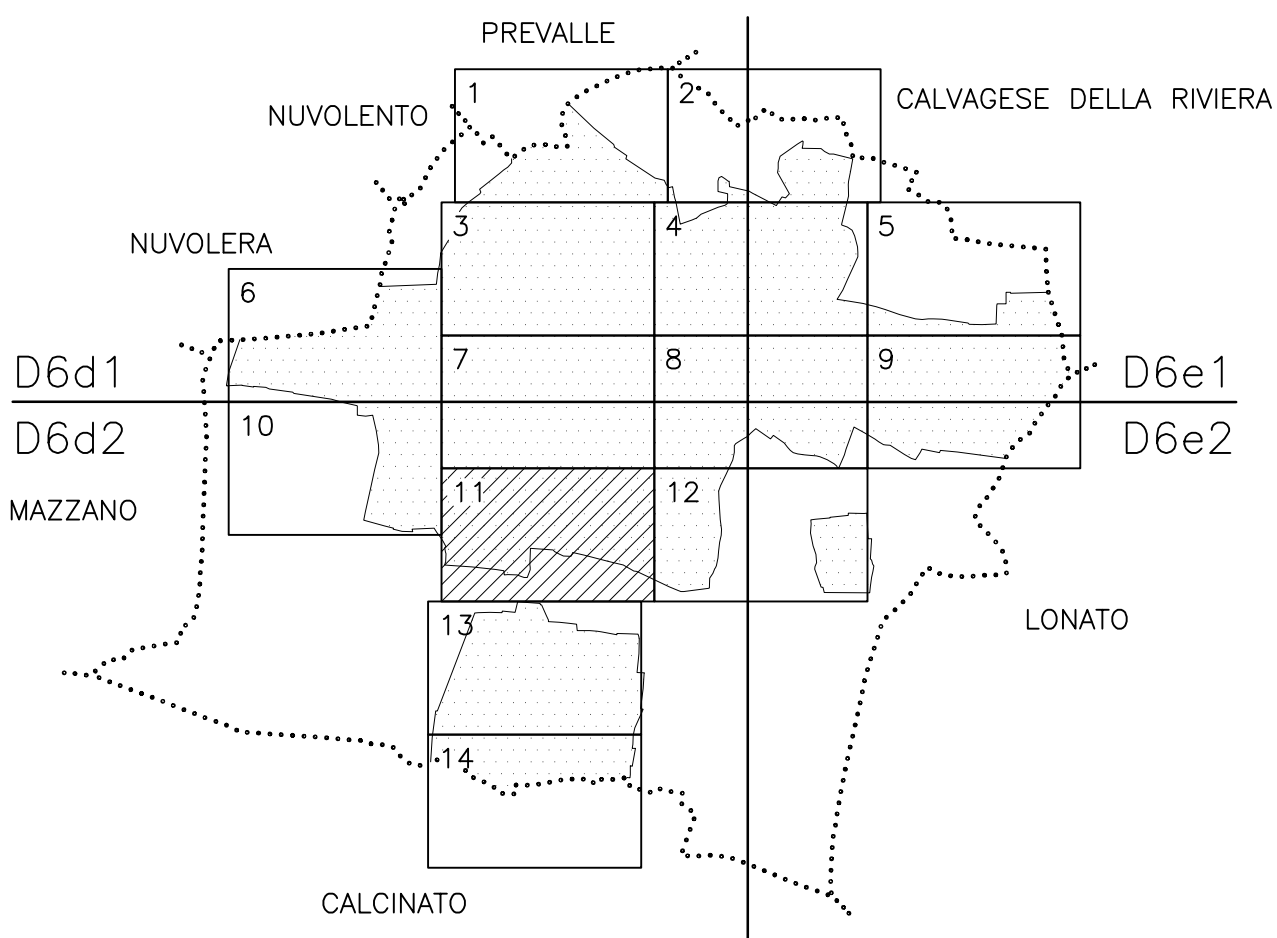 PREVALLE
1
2
CALVAGESE DELLA RIVIERA
NUVOLENTO
3
4
5
NUVOLERA
6
7
8
9
D6d1
D6e1
10
D6d2
D6e2
11
12
MAZZANO
13
LONATO
14
CALCINATO